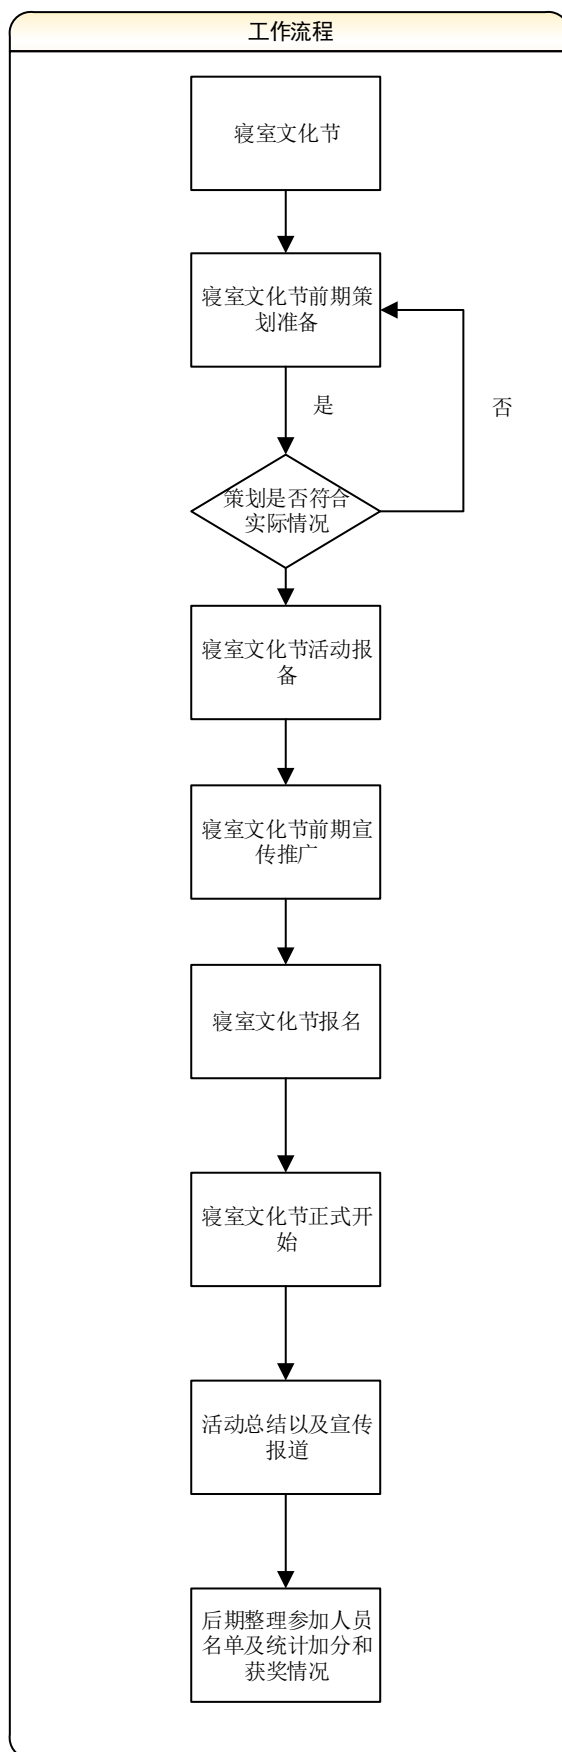 工作流程
寝室文化节
寝室文化节前期策
划准备
是
否
策划是否符合
实际情况
寝室文化节活动报
备
寝室文化节前期宣
传推广
寝室文化节报名
寝室文化节正式开
始
活动总结以及宣传
报道
后期整理参加人员
名单及统计加分和
获奖情况